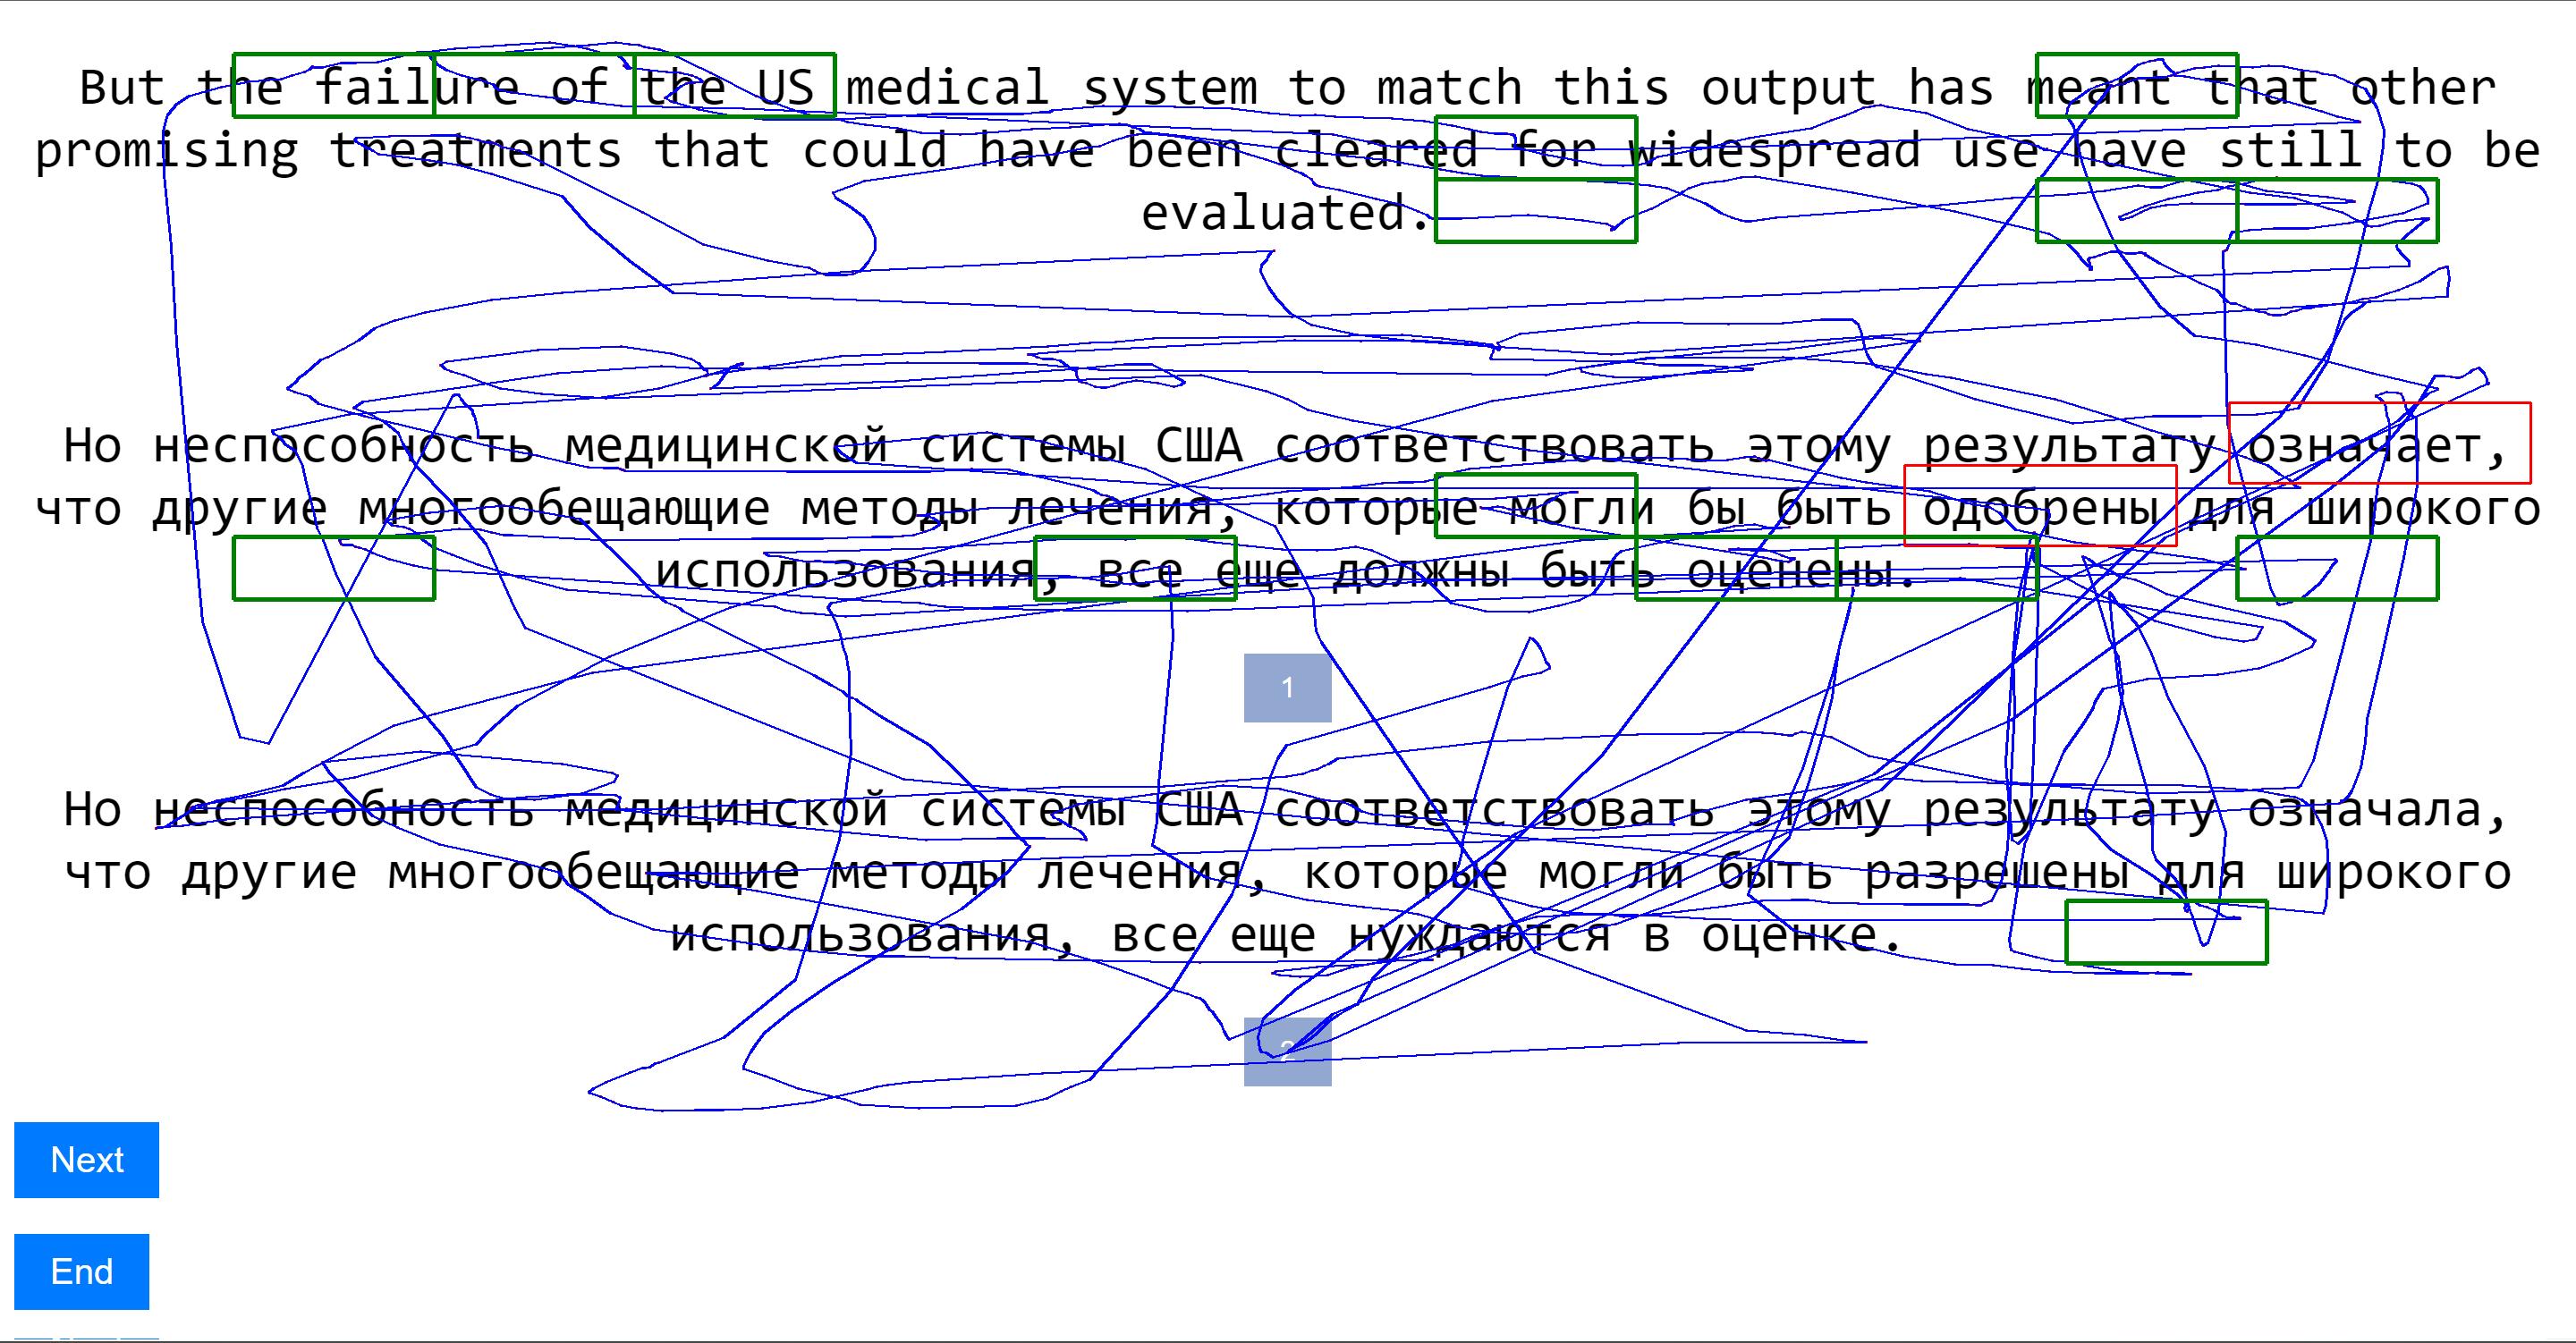 But the failure of the US medical system to match this output has meant that other
promising treatments that could have been cleared for widespread use have still to be
evaluated.
Но неспособность медицинской системы США соответствовать этому результату означает,
что другие многообещающие методы лечения, которые могли бы быть одобрены для широкого
использования, все еще должны быть оценены.
1
Но неспособность медицинской системы США соответствовать этому результату означала,
что другие многообещающие методы лечения, которые могли быть разрешены для широкого
использования, все еще нуждаются в оценке.
2
Next
End